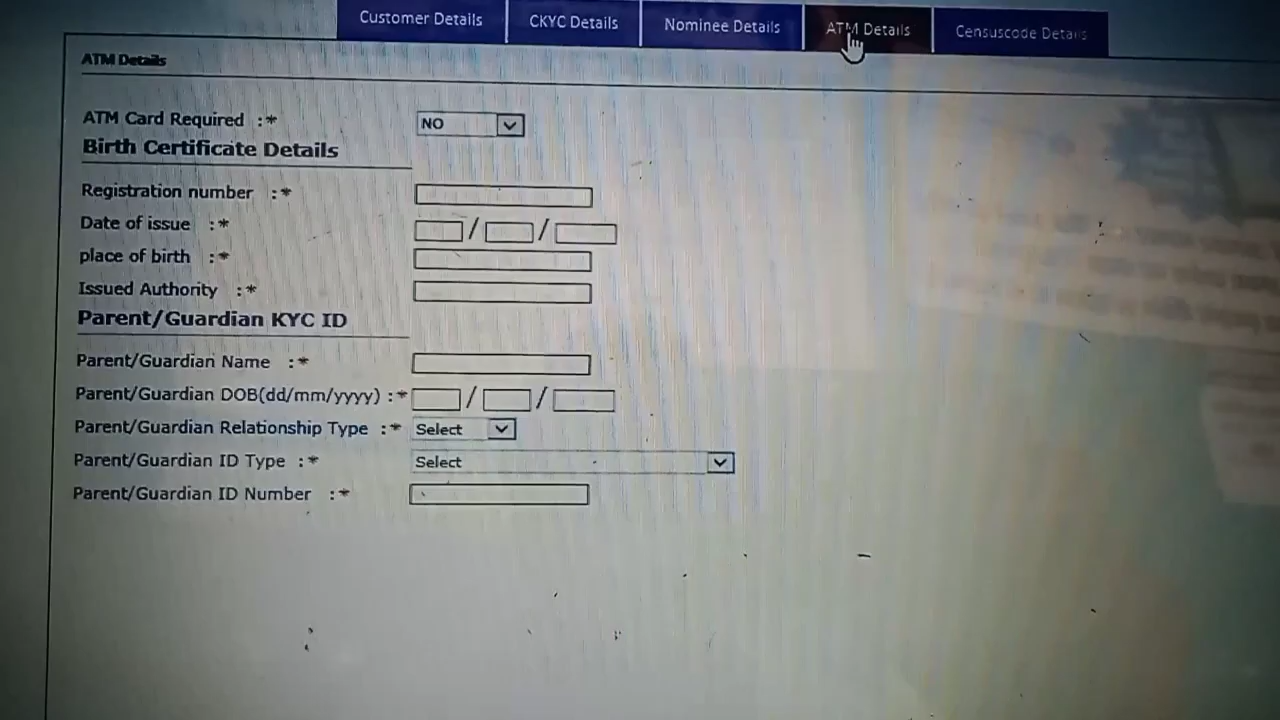 Customer Details CKYC Details Nominee Details ATM Details Censuscode Details
ATM Details
ATM Card Required :* NO
Birth Certificate Details
Registration number :*
Date of issue :* / /
place of birth :*
Issued Authority :*
Parent/Guardian KYC ID
Parent/Guardian Name :*
Parent/Guardian DOB(dd/mm/yyyy) :* / /
Parent/Guardian Relationship Type :* Select
Parent/Guardian ID Type :* Select
Parent/Guardian ID Number :*